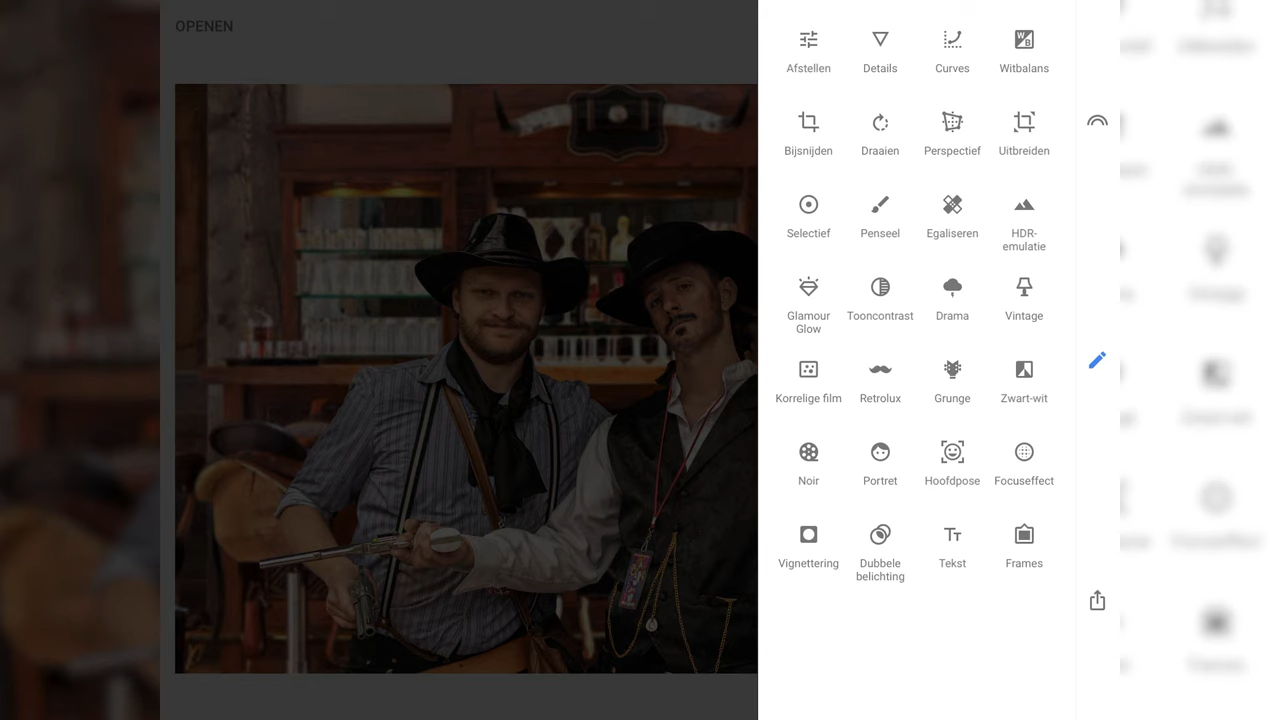 OPENEN
Afstellen
Details
Curves
Witbalans
Bijsnijden
Draaien
Perspectief
Uitbreiden
Selectief
Penseel
Egaliseren
HDR-
emulatie
Glamour
Glow
Tooncontrast
Drama
Vintage
Korrelige film
Retrolux
Grunge
Zwart-wit
Noir
Portret
Hoofdpose
Focuseffect
Vignettering
Dubbele
belichting
Tekst
Frames